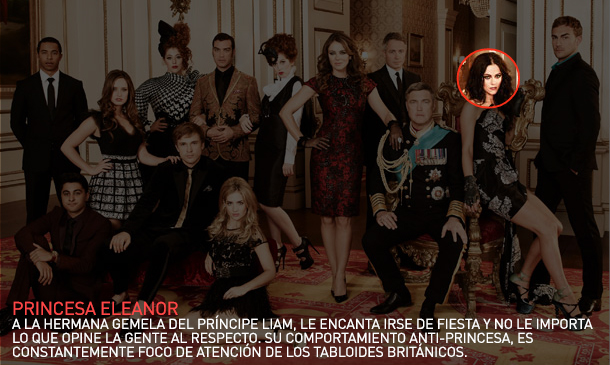 PRINCESA ELEANOR
A LA HERMANA GEMELA DEL PRÍNCIPE LIAM, LE ENCANTA IRSE DE FIESTA Y NO LE IMPORTA
LO QUE OPINE LA GENTE AL RESPECTO. SU COMPORTAMIENTO ANTI-PRINCESA, ES
CONSTANTEMENTE FOCO DE ATENCIÓN DE LOS TABLOIDES BRITÁNICOS.